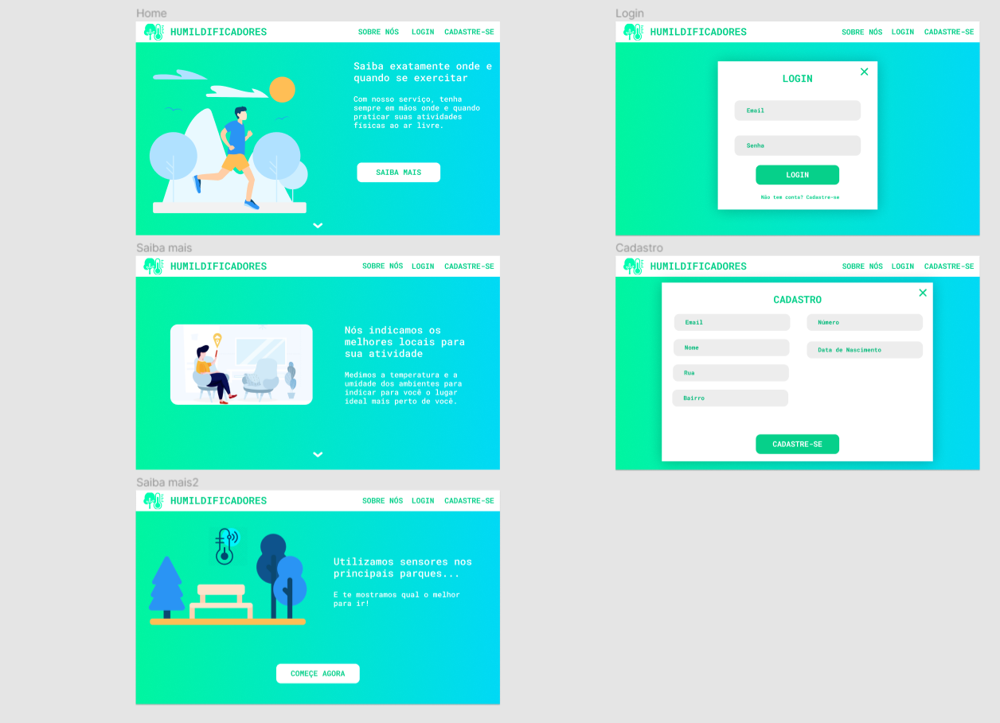 Home
HUMILDIFICADORES
SOBRE NÓS LOGIN CADASTRE-SE
Saiba exatamente onde e
quando se exercitar
Com nosso serviço, tenha
sempre em mãos onde e quando
praticar suas atividades
físicas ao ar livre.
SAIBA MAIS
Saiba mais
HUMILDIFICADORES
SOBRE NÓS LOGIN CADASTRE-SE
Nós indicamos os
melhores locais para
sua atividade
Medimos a temperatura e a
umidade dos ambientes para
indicar para você o lugar
ideal mais perto de você.
Saiba mais2
HUMILDIFICADORES
SOBRE NÓS LOGIN CADASTRE-SE
Utilizamos sensores nos
principais parques...
E te mostramos qual o melhor
para ir!
COMEÇE AGORA
Login
HUMILDIFICADORES
SOBRE NÓS LOGIN CADASTRE-SE
LOGIN
Email
Senha
LOGIN
Não tem conta? Cadastre-se
Cadastro
HUMILDIFICADORES
SOBRE NÓS LOGIN CADASTRE-SE
CADASTRO
Email
Número
Nome
Data de Nascimento
Rua
Bairro
CADASTRE-SE